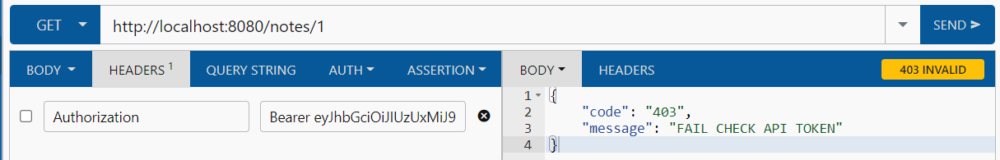 GET http://localhost:8080/notes/1 SEND
BODY HEADERS 1 QUERY STRING AUTH ASSERTION BODY HEADERS 403 INVALID
Authorization Bearer eyJhbGciOiJIUzUxMiJ9
1 {
2 "code": "403",
3 "message": "FAIL CHECK API TOKEN"
4 }